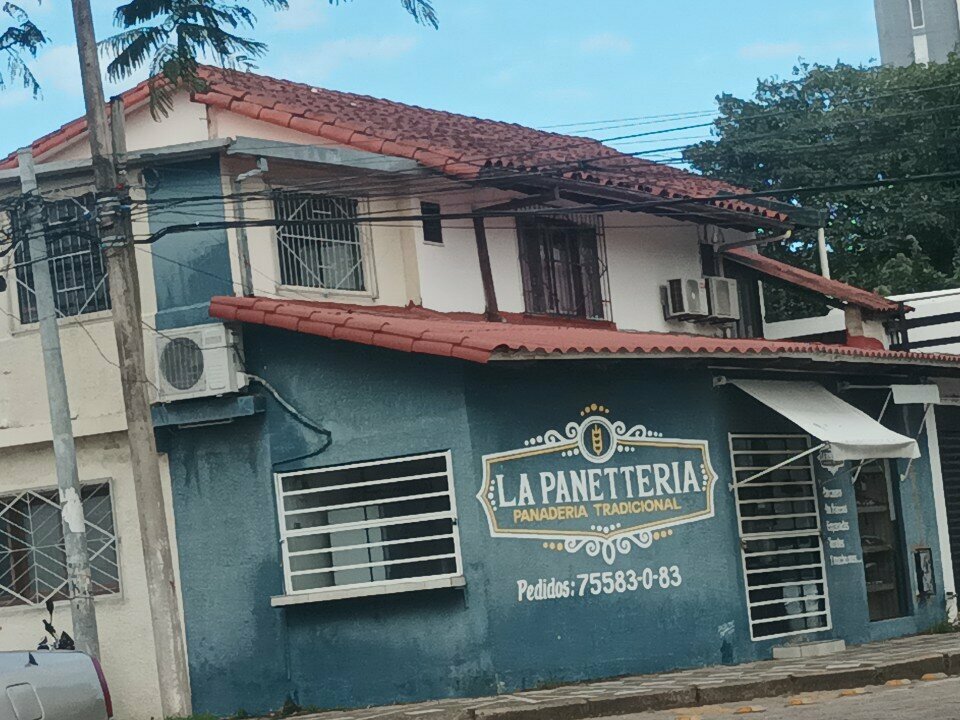 LA PANETTERIA
PANADERIA TRADICIONAL
Pedidos: 75583-0-83